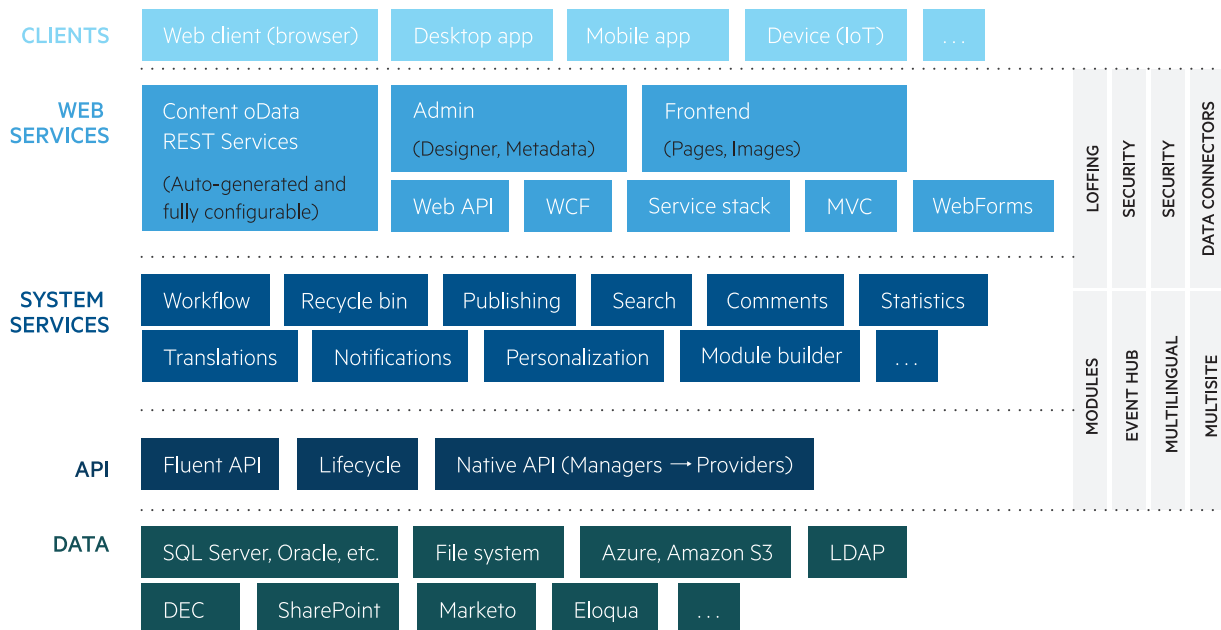 CLIENTS
Web client (browser)
Desktop app
Mobile app
Device (IoT)
...
WEB
SERVICES
Content oData
REST Services
(Auto-generated and
fully configurable)
Admin
(Designer, Metadata)
Frontend
(Pages, Images)
Web API
WCF
Service stack
MVC
WebForms
SYSTEM
SERVICES
Workflow
Recycle bin
Publishing
Search
Comments
Statistics
Translations
Notifications
Personalization
Module builder
...
API
Fluent API
Lifecycle
Native API (Managers → Providers)
DATA
SQL Server, Oracle, etc.
File system
Azure, Amazon S3
LDAP
DEC
SharePoint
Marketo
Eloqua
...
LOFFING
SECURITY
SECURITY
DATA CONNECTORS
MODULES
EVENT HUB
MULTILINGUAL
MULTISITE